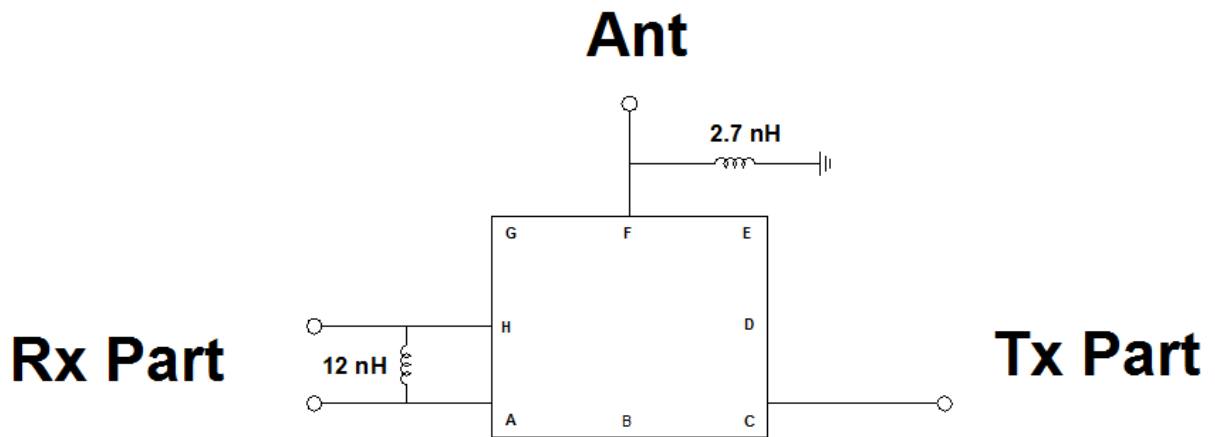 Ant
2.7 nH
G F E
H D
Rx Part
12 nH
Tx Part
A B C